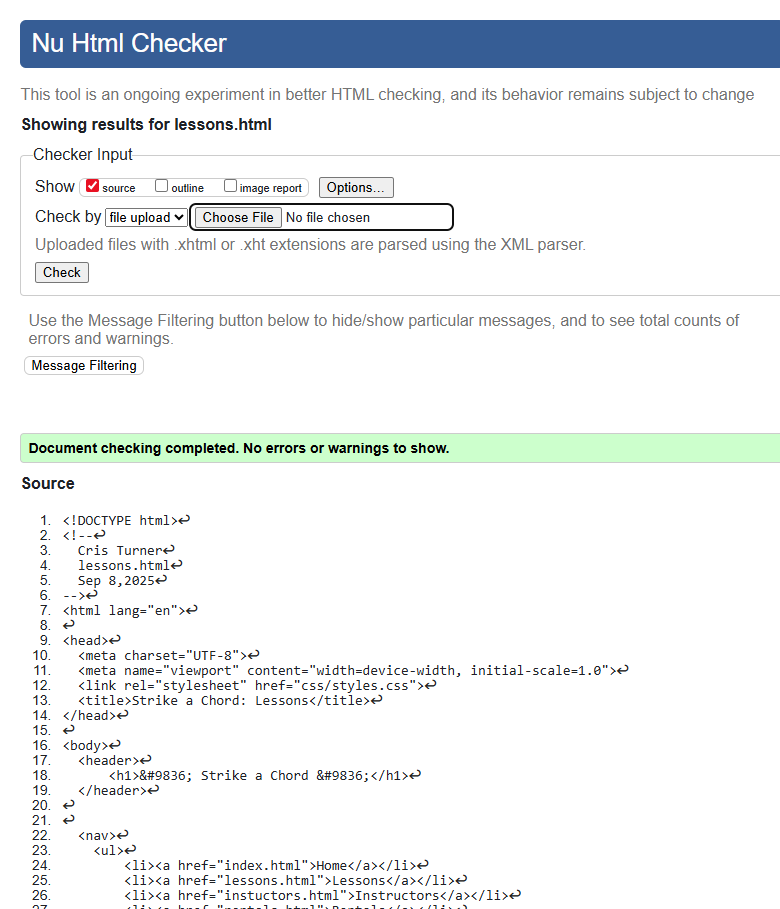 Nu Html Checker
This tool is an ongoing experiment in better HTML checking, and its behavior remains subject to change
Showing results for lessons.html
Checker Input
Show source outline image report Options...
Check by file upload Choose File No file chosen
Uploaded files with .xhtml or .xht extensions are parsed using the XML parser.
Check
Use the Message Filtering button below to hide/show particular messages, and to see total counts of
errors and warnings.
Message Filtering
Document checking completed. No errors or warnings to show.
Source
1. <!DOCTYPE html>↩
2. <!--↩
3. Cris Turner↩
4. lessons.html↩
5. Sep 8,2025↩
6. -->↩
7. <html lang="en">↩
8. ↩
9. <head>↩
10. <meta charset="UTF-8">↩
11. <meta name="viewport" content="width=device-width, initial-scale=1.0">↩
12. <link rel="stylesheet" href="css/styles.css">↩
13. <title>Strike a Chord: Lessons</title>↩
14. </head>↩
15. ↩
16. <body>↩
17. <header>↩
18. <h1>&#9836; Strike a Chord &#9836;</h1>↩
19. </header>↩
20. ↩
21. ↩
22. <nav>↩
23. <ul>↩
24. <li><a href="index.html">Home</a></li>↩
25. <li><a href="lessons.html">Lessons</a></li>↩
26. <li><a href="instuctors.html">Instructors</a></li>↩